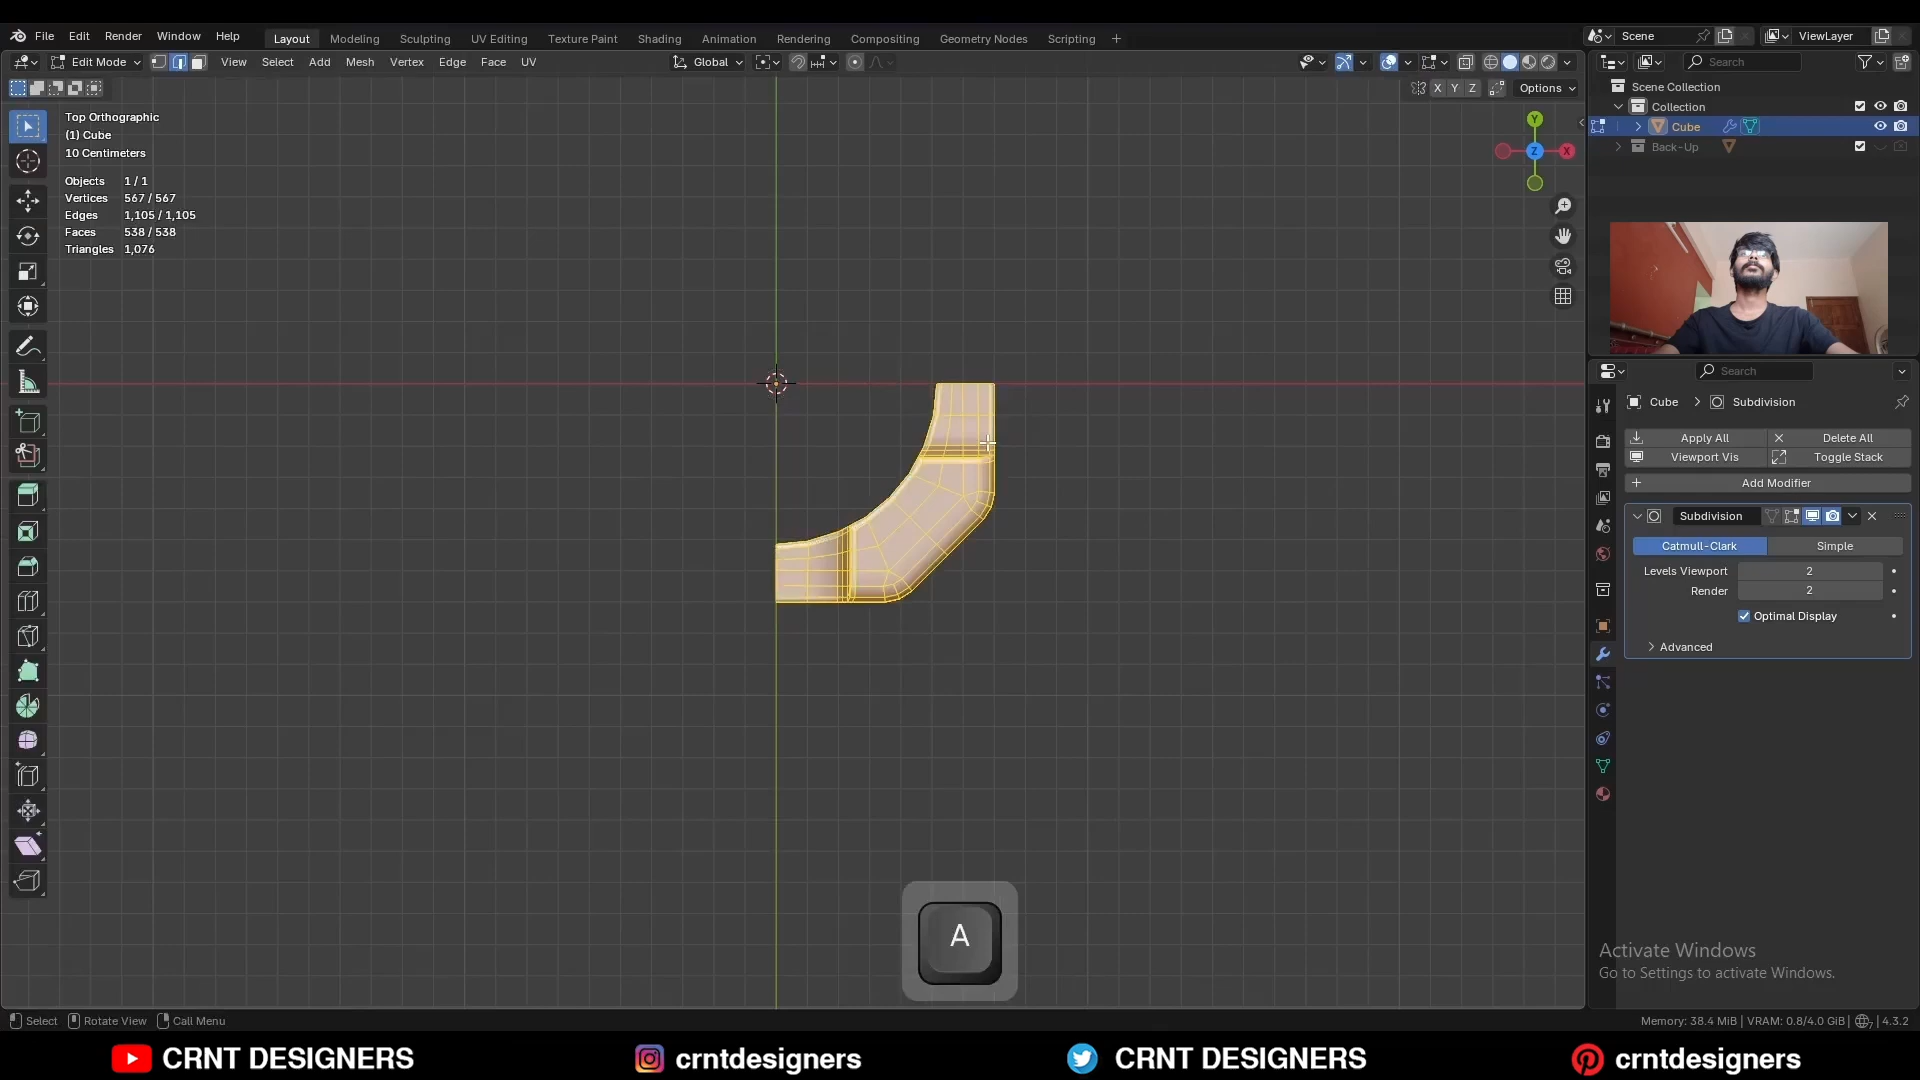 File Edit Render Window Help Layout Modeling Sculpting UV Editing Texture Paint Shading Animation Rendering Compositing Geometry Nodes Scripting + Scene ViewLayer
Edit Mode View Select Add Mesh Vertex Edge Face UV Global Search
X Y Z Options
Scene Collection
Collection
Cube
Back-Up
Top Orthographic
(1) Cube
10 Centimeters
Objects 1 / 1
Vertices 567 / 567
Edges 1,105 / 1,105
Faces 538 / 538
Triangles 1,076
Y
Z X
Search
Cube > Subdivision
Apply All Delete All
Viewport Vis Toggle Stack
Add Modifier
Subdivision
Catmull-Clark Simple
Levels Viewport 2
Render 2
Optimal Display
Advanced
A
Activate Windows
Go to Settings to activate Windows.
Select Rotate View Call Menu Memory: 38.4 MiB | VRAM: 0.8/4.0 GiB | 7 | 4.3.2
CRNT DESIGNERS crntdesigners CRNT DESIGNERS crntdesigners